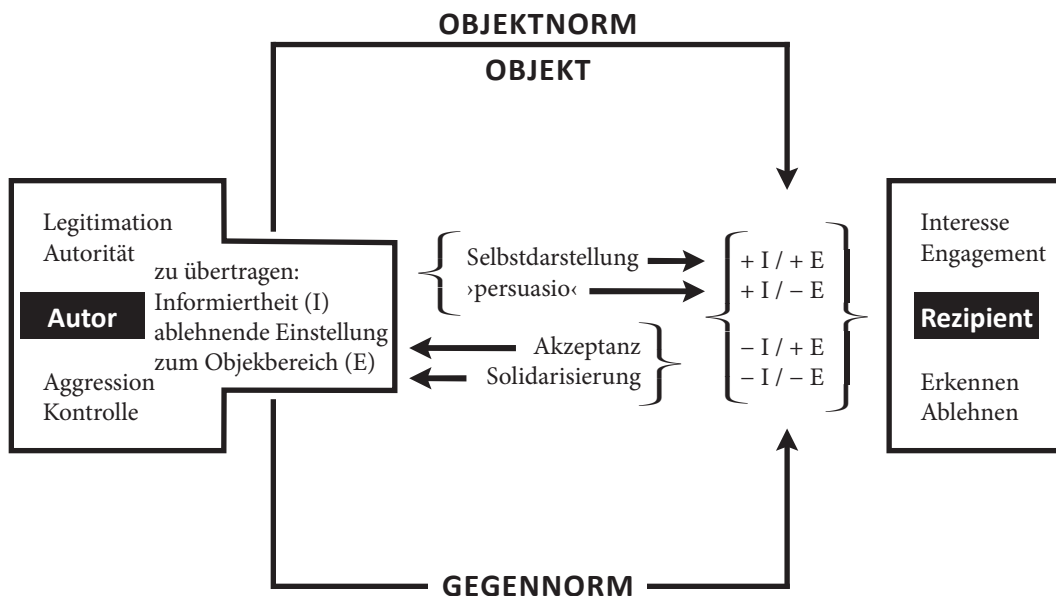 OBJEKTNORM
OBJEKT
Legitimation
Autorität
zu übertragen:
Informiertheit (I)
ablehnende Einstellung
zum Objekbereich (E)
Autor
Aggression
Kontrolle
Selbstdarstellung
›persuasio‹
Akzeptanz
Solidarisierung
+ I / + E
+ I / – E
– I / + E
– I / – E
Interesse
Engagement
Rezipient
Erkennen
Ablehnen
GEGENNORM